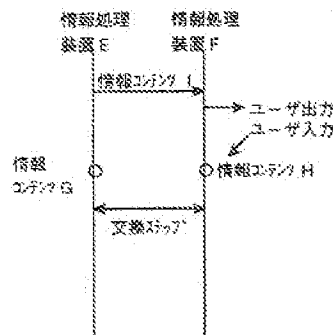 情報処理
装置E
情報処理
装置F
情報コンテンツ I
ユーザ出力
ユーザ入力
情報
コンテンツG
情報コンテンツH
交換ステップ